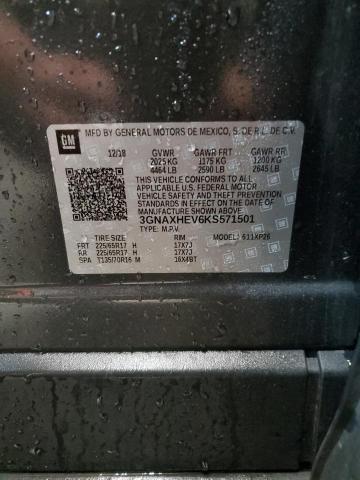 GM
MFD BY GENERAL MOTORS DE MEXICO, S. DE R.L. DE C.V.
12/18 GVWR GAWR FRT GAWR RR
2025 KG 1175 KG 1200 KG
4464 LB 2590 LB 2645 LB
THIS VEHICLE CONFORMS TO ALL
APPLICABLE U.S. FEDERAL MOTOR
VEHICLE SAFETY AND THEFT PREVENTION
STANDARDS IN EFFECT ON THE DATE OF
MANUFACTURE SHOWN ABOVE.
3GNAXHEV6KS571501
TYPE: M.P.V.
TIRE SIZE RIM MODEL: 1XP26
FRT 225/65R17 H 17X7J
RR 225/65R17 H 17X7J
SPA T135/70R16 M 16X4BT